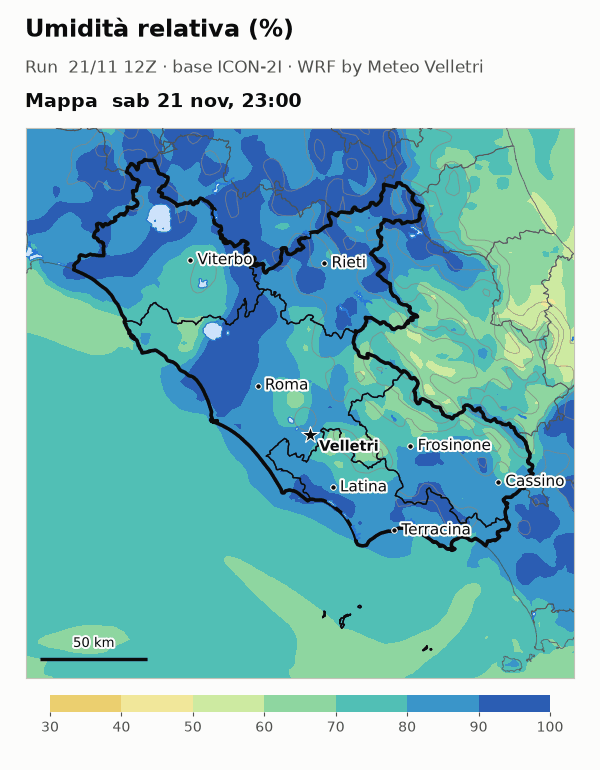 Umidità relativa (%)
Run  21/11 12Z · base ICON-2I · WRF by Meteo Velletri
Mappa  sab 21 nov, 23:00
Viterbo
Rieti
Roma
Velletri
Frosinone
Cassino
Latina
Terracina
50 km
30 40 50 60 70 80 90 100